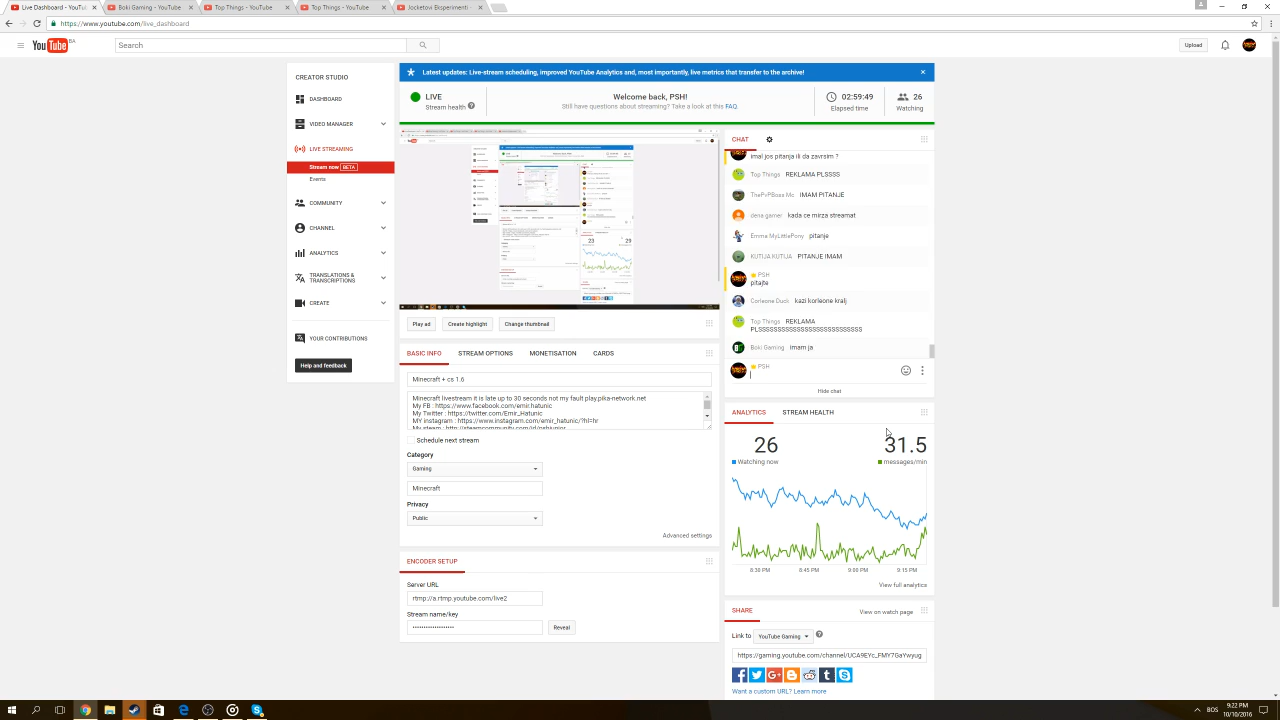 Live Dashboard - YouTu
Boki Gaming - YouTube
Top Things - YouTube
Top Things - YouTube
Jocketovi Eksperimenti -
https://www.youtube.com/live_dashboard
YouTube BA
Search
Upload
CREATOR STUDIO
DASHBOARD
VIDEO MANAGER
LIVE STREAMING
Stream now BETA
Events
COMMUNITY
CHANNEL
ANALYTICS
TRANSLATIONS &
TRANSCRIPTIONS
CREATE
YOUR CONTRIBUTIONS
Help and feedback
Latest updates: Live-stream scheduling, improved YouTube Analytics and, most importantly, live metrics that transfer to the archive!
LIVE
Stream health ?
Welcome back, PSH!
Still have questions about streaming? Take a look at this FAQ.
02:59:49
Elapsed time
26
Watching
23
29
Play ad
Create highlight
Change thumbnail
BASIC INFO
STREAM OPTIONS
MONETISATION
CARDS
Minecraft + cs 1.6
Minecraft livestream It is late up to 30 seconds not my fault play.pika-network.net
My FB : https://www.facebook.com/emir.hatunic
My Twitter : https://twitter.com/Emir_Hatunic
MY instagram : https://www.instagram.com/emir_hatunic/?hl=hr
Schedule next stream
Category
Gaming
Minecraft
Privacy
Public
Advanced settings
ENCODER SETUP
Server URL
rtmp://a.rtmp.youtube.com/live2
Stream name/key
Reveal
CHAT
imal jos pitanja ili da zavrsim ?
Top Things REKLAMA PLSSSS
ThePvPBoss Mc IMAM PITANJE
dexa gamer kada ce mirza streamat
Emma MyLittlePony pitanje
KUTIJA KUTIJA PITANJE IMAM
PSH
pitajte
Corleone Duck kazi korleone kralj
Top Things REKLAMA
PLSSSSSSSSSSSSSSSSSSSSSSSSSSS
Boki Gaming imam ja
PSH
Hide chat
ANALYTICS
STREAM HEALTH
26
Watching now
31.5
messages/min
8:30 PM
8:45 PM
9:00 PM
9:15 PM
View full analytics
SHARE
View on watch page
Link to
YouTube Gaming
https://gaming.youtube.com/channel/UCA9EYc_FMY7GaYwyug
Want a custom URL? Learn more
BOS
9:22 PM
10/10/2016